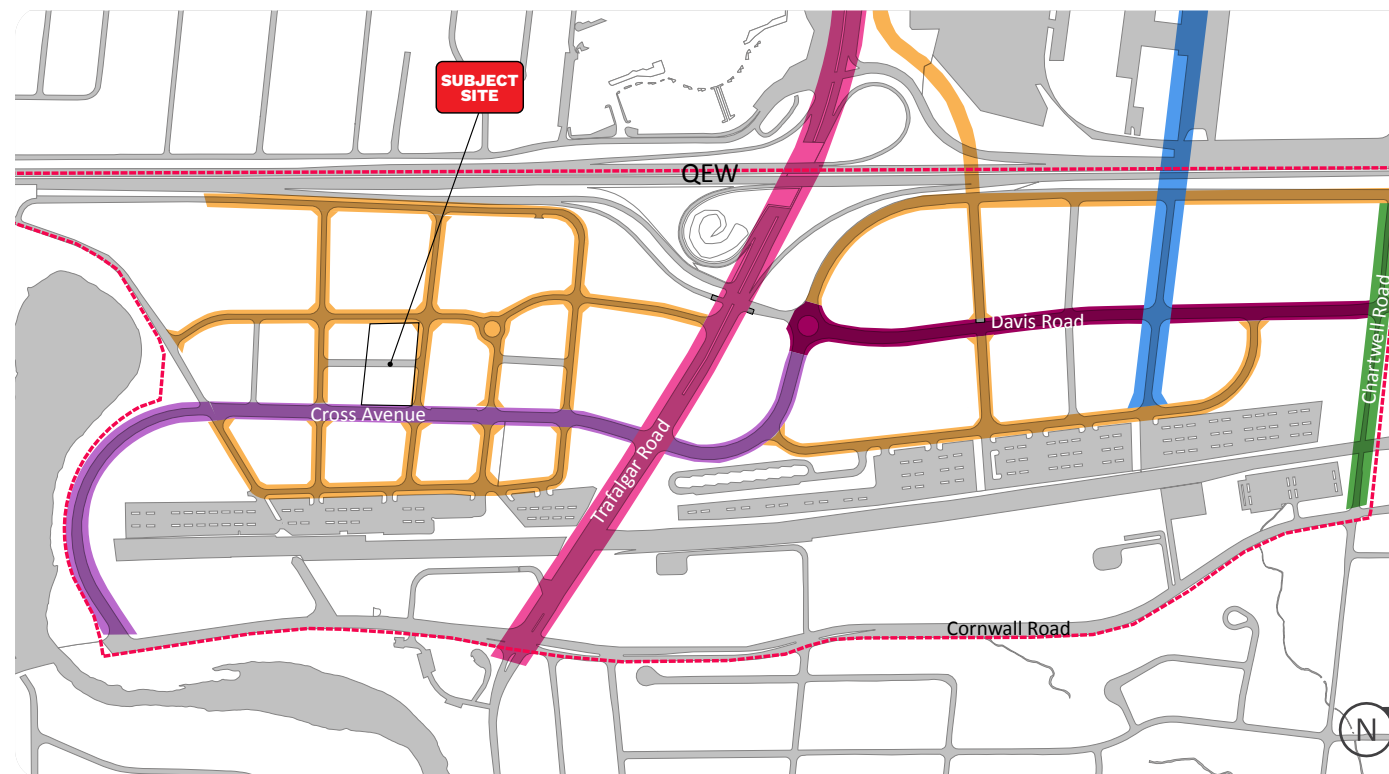 SUBJECT
SITE
QEW
Davis Road
Chartwell Road
Cross Avenue
Trafalgar Road
Cornwall Road
N